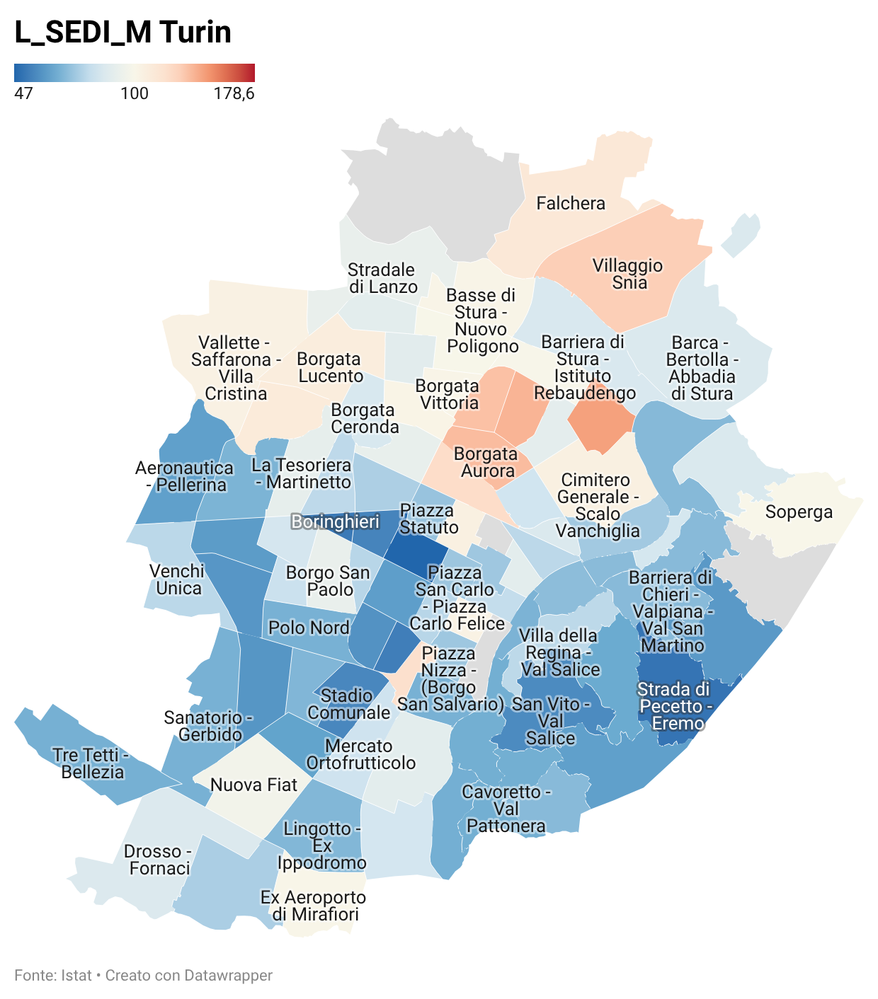 L_SEDI_M Turin
47 100 178,6
Falchera
Villaggio
Snia
Stradale
di Lanzo
Basse di
Stura -
Nuovo
Poligono
Vallette -
Saffarona -
Villa
Cristina
Borgata
Lucento
Barriera di
Stura -
Istituto
Rebaudengo
Barca -
Bertolla -
Abbadia
di Stura
Borgata
Vittoria
Borgata
Ceronda
Aeronautica
- Pellerina
La Tesoriera
- Martinetto
Borgata
Aurora
Cimitero
Generale -
Scalo
Vanchiglia
Soperga
Boringhieri
Piazza
Statuto
Venchi
Unica
Borgo San
Paolo
Piazza
San Carlo
- Piazza
Carlo Felice
Barriera di
Chieri -
Valpiana -
Val San
Martino
Polo Nord
Villa della
Regina -
Val Salice
Piazza
Nizza -
(Borgo
San Salvario)
Stadio
Comunale
San Vito -
Val
Salice
Strada di
Pecetto -
Eremo
Sanatorio -
Gerbido
Mercato
Ortofrutticolo
Tre Tetti -
Bellezia
Nuova Fiat
Cavoretto -
Val
Pattonera
Lingotto -
Ex
Ippodromo
Drosso -
Fornaci
Ex Aeroporto
di Mirafiori
Fonte: Istat • Creato con Datawrapper